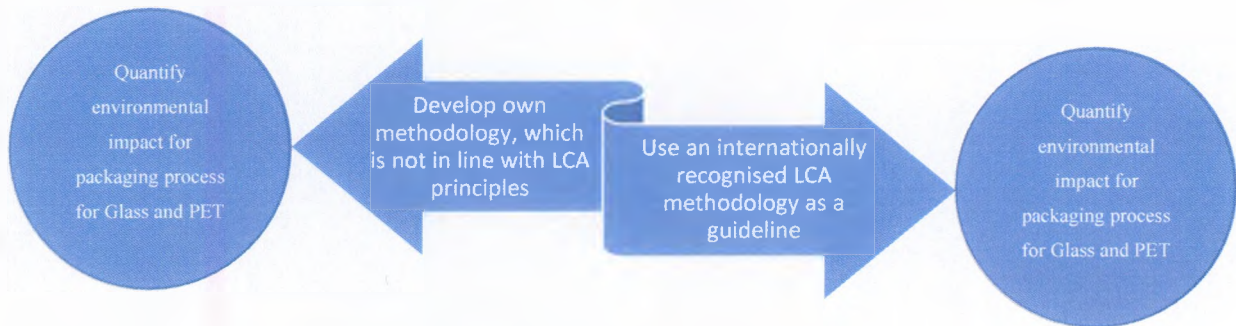 Quantify
environmental
impact for
packaging process
for Glass and PET
Develop own
methodology, which
is not in line with LCA
principles
Use an internationally
recognised LCA
methodology as a
guideline
Quantify
environmental
impact for
packaging process
for Glass and PET